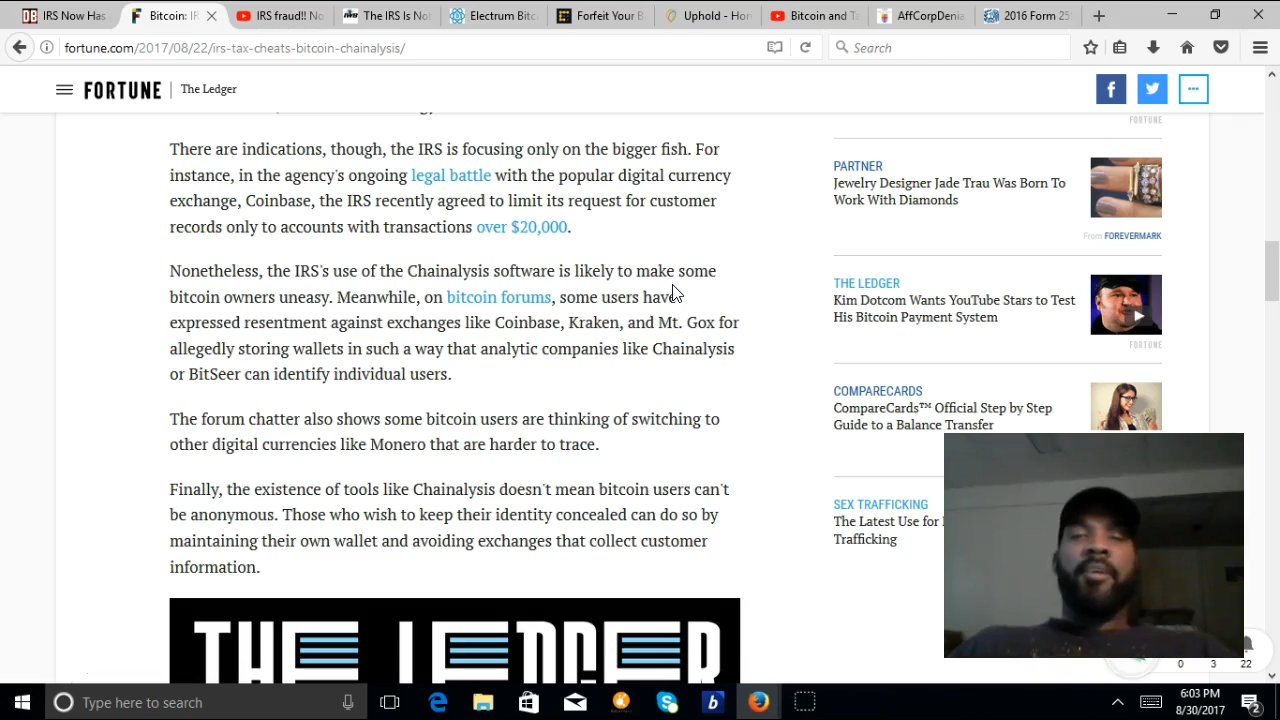 IRS Now Has
Bitcoin: IR
IRS fraud!! No
The IRS Is No
Electrum Bitc
Forfeit Your B
Uphold - Hon
Bitcoin and Ta
AffCorpDenia
2016 Form 25
fortune.com/2017/08/22/irs-tax-cheats-bitcoin-chainalysis/
Search
FORTUNE | The Ledger
There are indications, though, the IRS is focusing only on the bigger fish. For
instance, in the agency's ongoing legal battle with the popular digital currency
exchange, Coinbase, the IRS recently agreed to limit its request for customer
records only to accounts with transactions over $20,000.
Nonetheless, the IRS's use of the Chainalysis software is likely to make some
bitcoin owners uneasy. Meanwhile, on bitcoin forums, some users have
expressed resentment against exchanges like Coinbase, Kraken, and Mt. Gox for
allegedly storing wallets in such a way that analytic companies like Chainalysis
or BitSeer can identify individual users.
The forum chatter also shows some bitcoin users are thinking of switching to
other digital currencies like Monero that are harder to trace.
Finally, the existence of tools like Chainalysis doesn't mean bitcoin users can't
be anonymous. Those who wish to keep their identity concealed can do so by
maintaining their own wallet and avoiding exchanges that collect customer
information.
THE LEDGER
FORTUNE
PARTNER
Jewelry Designer Jade Trau Was Born To
Work With Diamonds
From FOREVERMARK
THE LEDGER
Kim Dotcom Wants YouTube Stars to Test
His Bitcoin Payment System
FORTUNE
COMPARECARDS
CompareCards™ Official Step by Step
Guide to a Balance Transfer
SEX TRAFFICKING
The Latest Use for
Trafficking
0 3 22
Type here to search
6:03 PM
8/30/2017
2